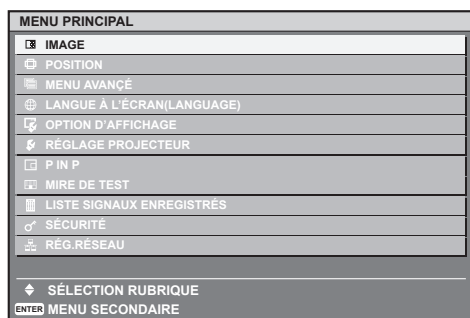 MENU PRINCIPAL
IMAGE
POSITION
MENU AVANÇÉ
LANGUE À L'ÉCRAN(LANGUAGE)
OPTION D'AFFICHAGE
RÉGLAGE PROJECTEUR
P IN P
MIRE DE TEST
LISTE SIGNAUX ENREGISTRÉS
SÉCURITÉ
RÉG.RÉSEAU
SÉLECTION RUBRIQUE
ENTER MENU SECONDAIRE